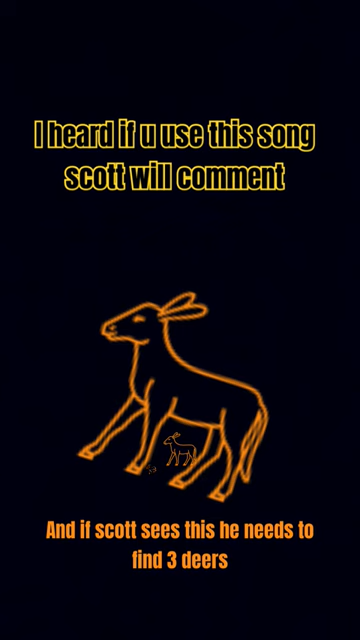 I heard if u use this song
scott will comment
And if scott sees this he needs to
find 3 deers